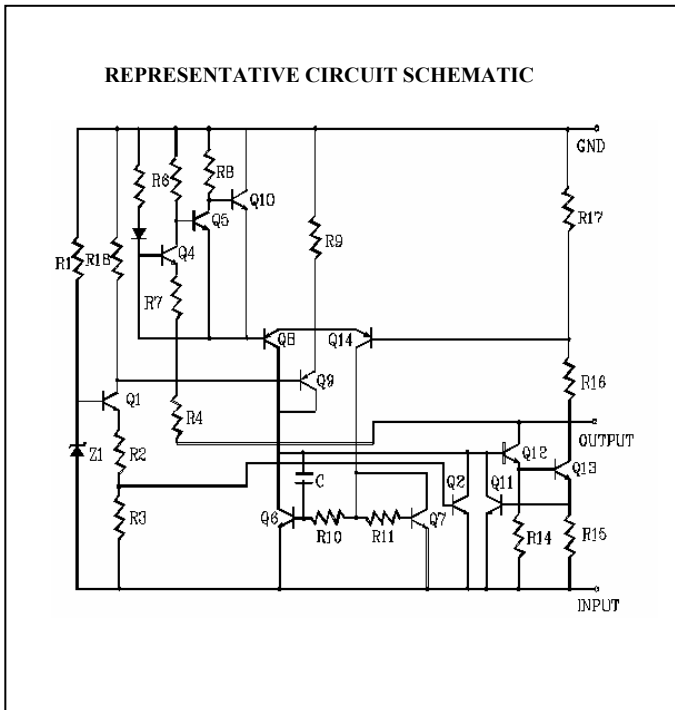 REPRESENTATIVE CIRCUIT SCHEMATIC
GND
R6
R8
Q10
R17
Q5
R9
R1
R18
Q4
R7
Q8
Q14
R16
Q9
Q1
R4
OUTPUT
Z1
R2
Q12
Q13
C
Q2
Q11
R3
Q6
Q7
R10
R11
R14
R15
INPUT